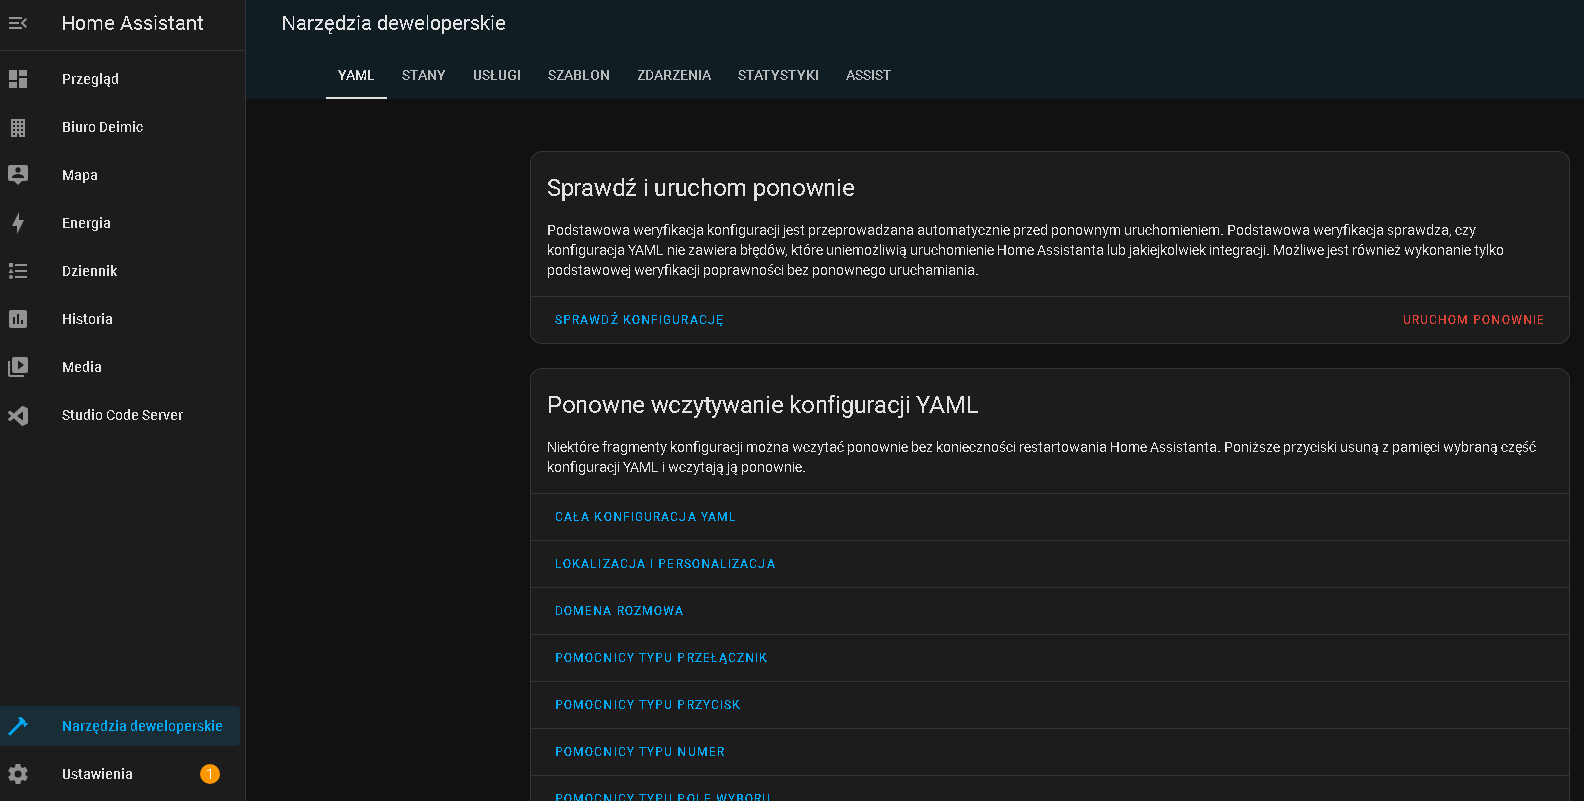 Home Assistant
Przegląd
Biuro Deimic
Mapa
Energia
Dziennik
Historia
Media
Studio Code Server
Narzędzia deweloperskie
Ustawienia
1
Narzędzia deweloperskie
YAML STANY USŁUGI SZABLON ZDARZENIA STATYSTYKI ASSIST
Sprawdź i uruchom ponownie
Podstawowa weryfikacja konfiguracji jest przeprowadzana automatycznie przed ponownym uruchomieniem. Podstawowa weryfikacja sprawdza, czy
konfiguracja YAML nie zawiera błędów, które uniemożliwią uruchomienie Home Assistanta lub jakiejkolwiek integracji. Możliwe jest również wykonanie tylko
podstawowej weryfikacji poprawności bez ponownego uruchamiania.
SPRAWDŹ KONFIGURACJĘ
URUCHOM PONOWNIE
Ponowne wczytywanie konfiguracji YAML
Niektóre fragmenty konfiguracji można wczytać ponownie bez konieczności restartowania Home Assistanta. Poniższe przyciski usuną z pamięci wybraną część
konfiguracji YAML i wczytają ją ponownie.
CAŁA KONFIGURACJA YAML
LOKALIZACJA I PERSONALIZACJA
DOMENA ROZMOWA
POMOCNICY TYPU PRZEŁĄCZNIK
POMOCNICY TYPU PRZYCISK
POMOCNICY TYPU NUMER
POMOCNICY TYPU POLE WYBORU